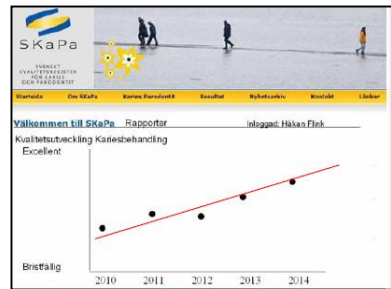 SKaPa
SVENSKT
KVALITETSREGISTER
FÖR KARIES
OCH PARODONTIT
Startsida Om SKaPa Karies Parodontit Resultat Nyhetsarkiv Kontakt Länkar
Välkommen till SKaPa Rapporter Inloggad: Håkan Flink
Kvalitetsutveckling Kariesbehandling
Excellent
Bristfällig
2010 2011 2012 2013 2014